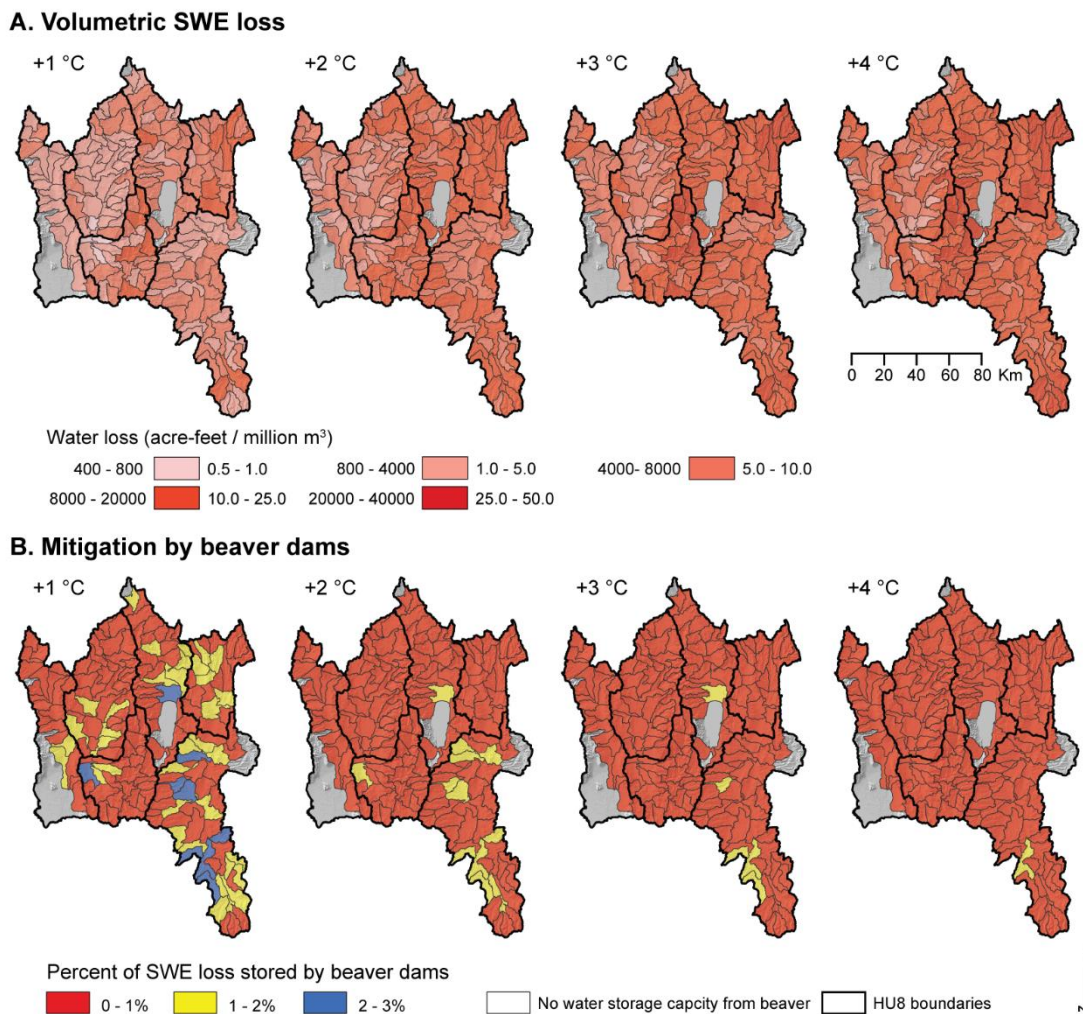 A. Volumetric SWE loss
+1 °C +2 °C +3 °C +4 °C
0 20 40 60 80 Km
Water loss (acre-feet / million m³)
400 - 800 0.5 - 1.0 800 - 4000 1.0 - 5.0 4000- 8000 5.0 - 10.0
8000 - 20000 10.0 - 25.0 20000 - 40000 25.0 - 50.0
B. Mitigation by beaver dams
+1 °C +2 °C +3 °C +4 °C
Percent of SWE loss stored by beaver dams
0 - 1% 1 - 2% 2 - 3% No water storage capcity from beaver HU8 boundaries